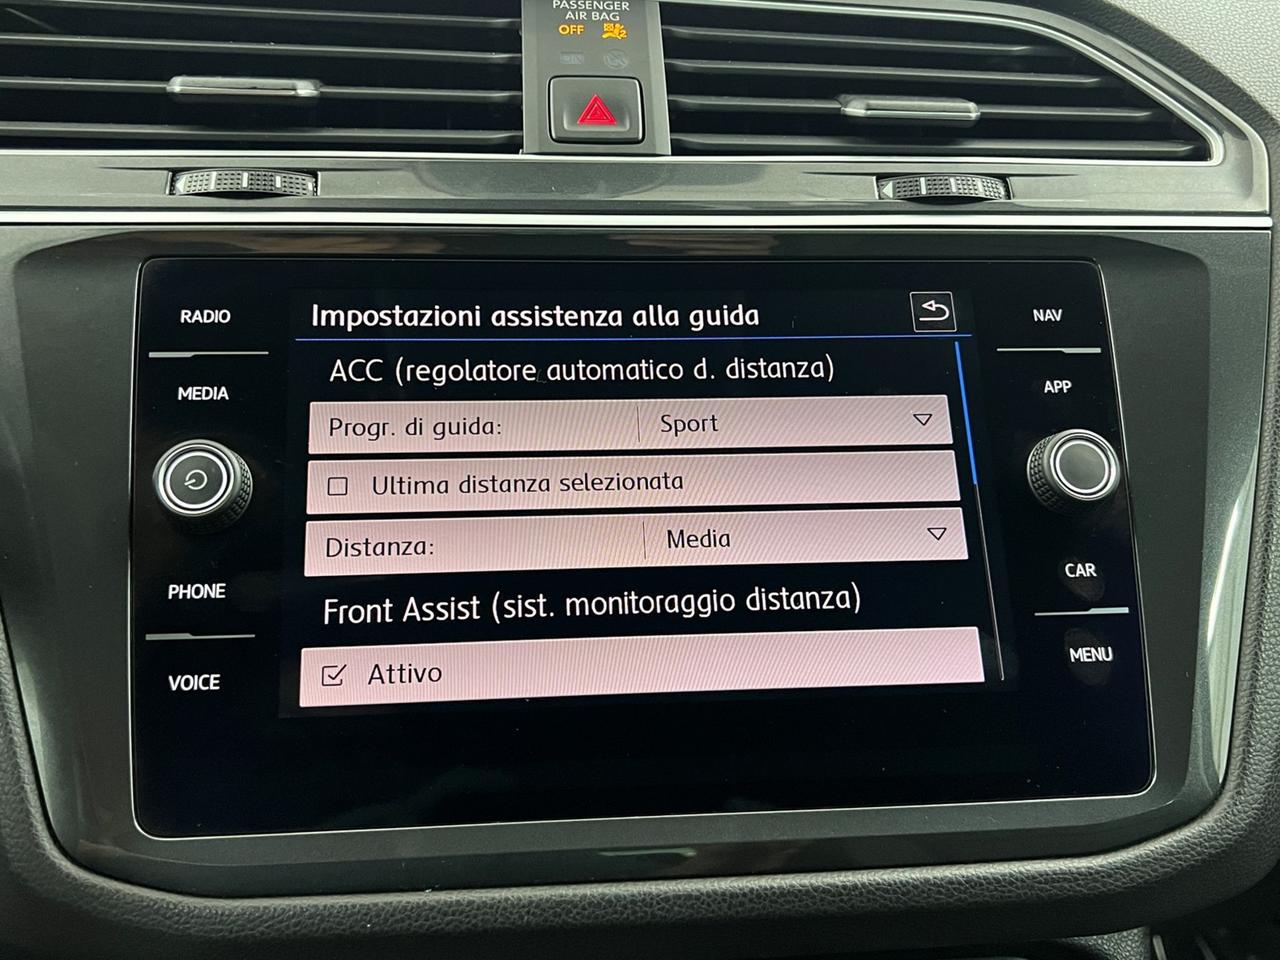 PASSENGER
AIR BAG
OFF
RADIO
MEDIA
PHONE
VOICE
Impostazioni assistenza alla guida
ACC (regolatore automatico d. distanza)
Progr. di guida: Sport
Ultima distanza selezionata
Distanza: Media
Front Assist (sist. monitoraggio distanza)
Attivo
NAV
APP
CAR
MENU